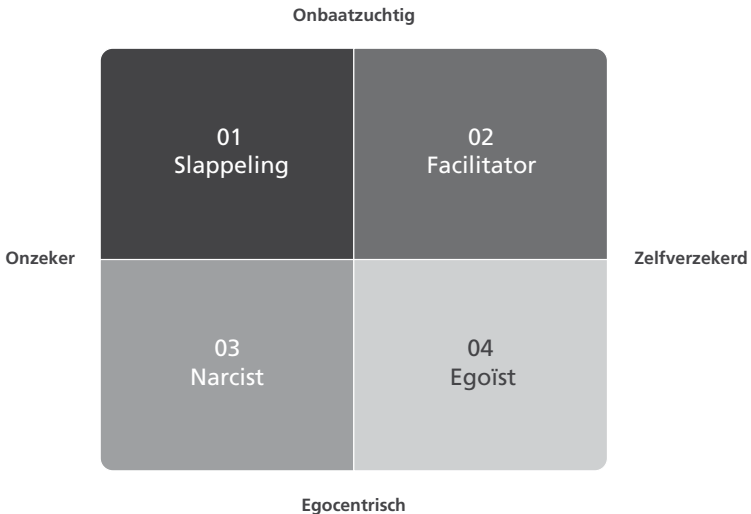 Onbaatzuchtig
01
Slappeling
02
Facilitator
Onzeker
Zelfverzekerd
03
Narcist
04
Egoïst
Egocentrisch